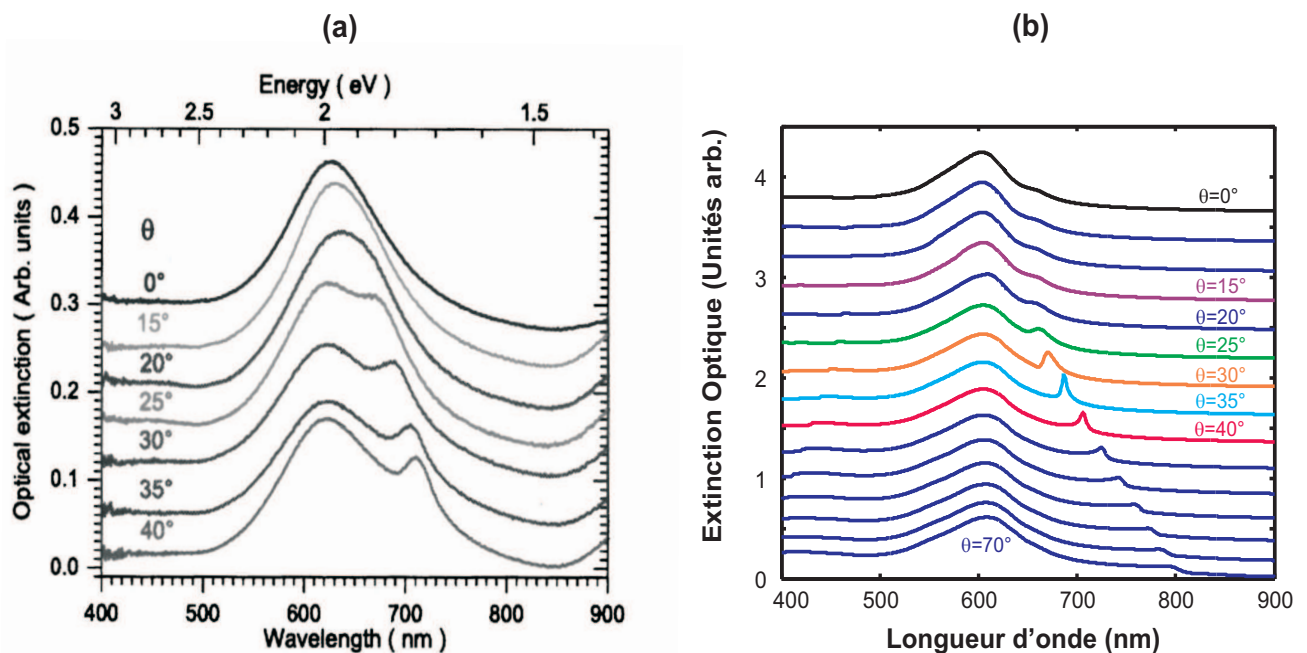 (a)
Energy ( eV )
3 2.5 2 1.5
0.5
0.4
0.3
0.2
0.1
0.0
Optical extinction ( Arb. units )
θ
0°
15°
20°
25°
30°
35°
40°
400 500 600 700 800 900
Wavelength ( nm )
(b)
Extinction Optique (Unités arb.)
4
3
2
1
0
θ=0°
θ=15°
θ=20°
θ=25°
θ=30°
θ=35°
θ=40°
θ=70°
400 500 600 700 800 900
Longueur d'onde (nm)